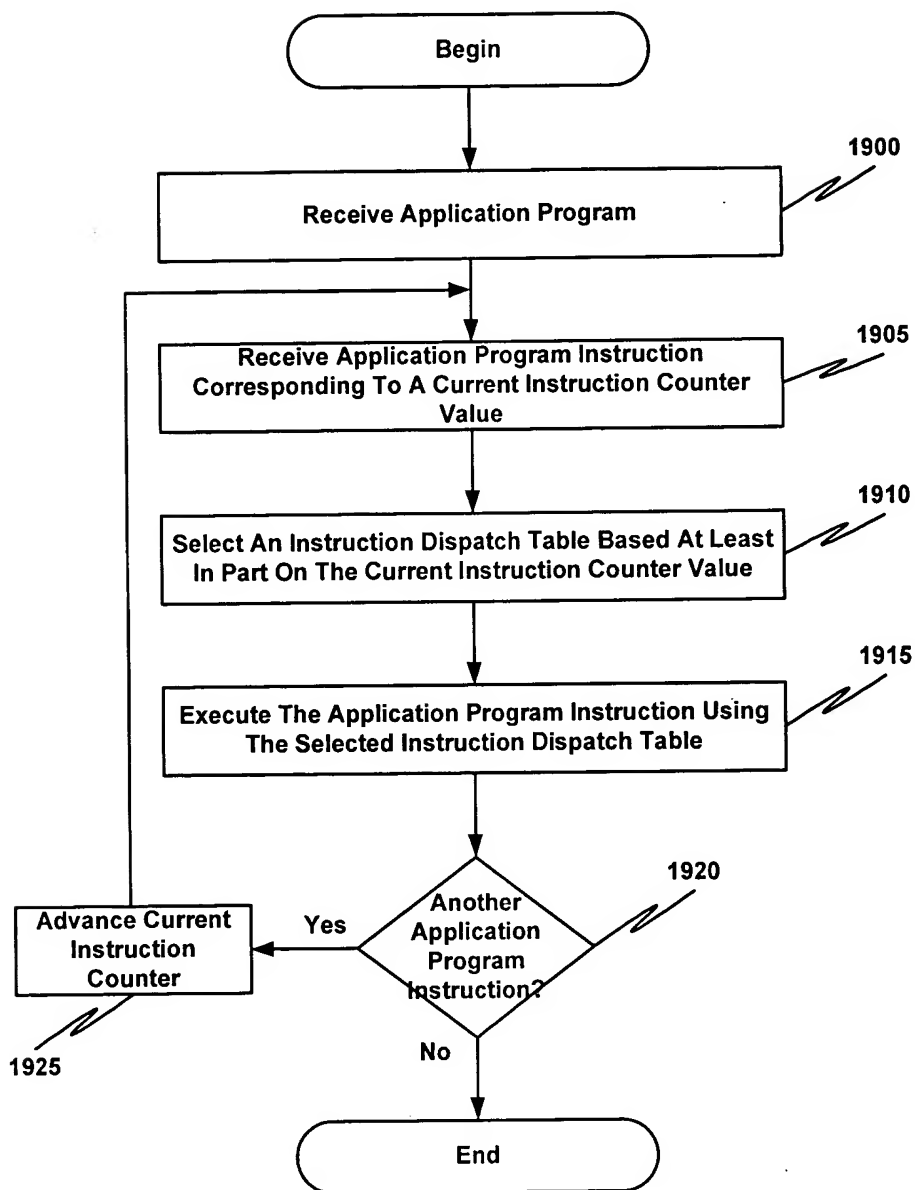 Begin
1900
Receive Application Program
1905
Receive Application Program Instruction
Corresponding To A Current Instruction Counter
Value
1910
Select An Instruction Dispatch Table Based At Least
In Part On The Current Instruction Counter Value
1915
Execute The Application Program Instruction Using
The Selected Instruction Dispatch Table
1920
Another
Application
Program
Instruction?
Yes
Advance Current
Instruction
Counter
1925
No
End